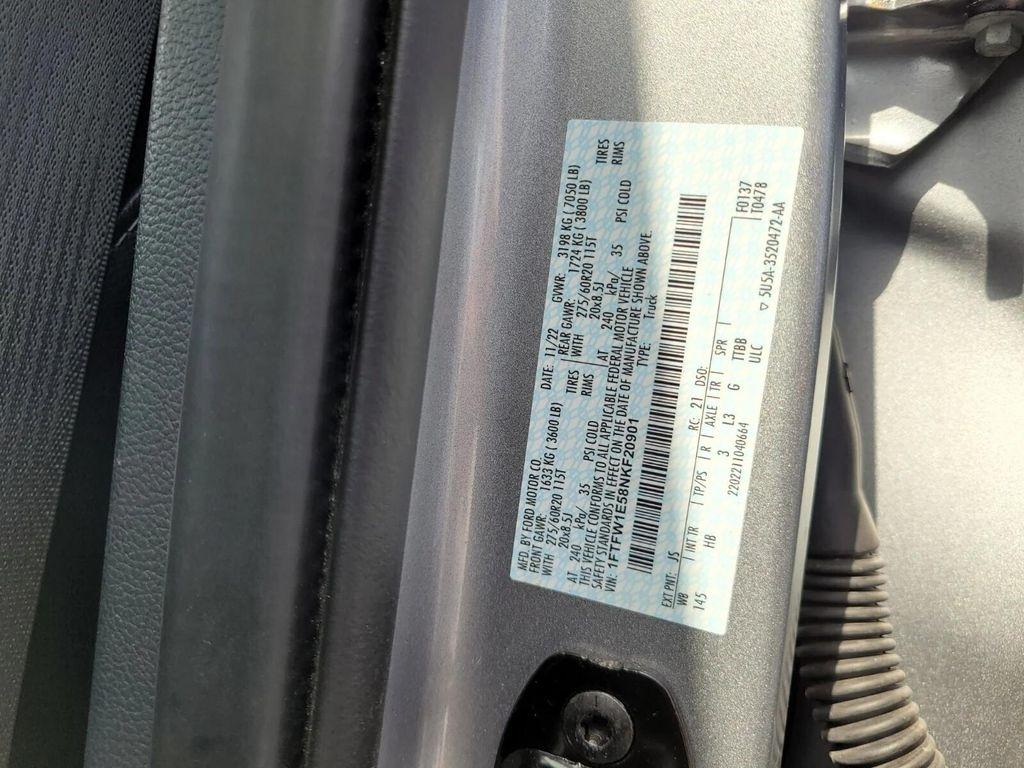 MFD. BY FORD MOTOR CO.
DATE: 11/22 GVWR: 3198 KG ( 7050 LB)
FRONT GAWR: 1633 KG ( 3600 LB) REAR GAWR: 1724 KG ( 3800 LB)
WITH 275/60R20 115T TIRES WITH 275/60R20 115T TIRES
20x8.5J RIMS 20x8.5J RIMS
AT 240 kPa/ 35 PSI COLD AT 240 kPa/ 35 PSI COLD
THIS VEHICLE CONFORMS TO ALL APPLICABLE FEDERAL MOTOR VEHICLE
SAFETY STANDARDS IN EFFECT ON THE DATE OF MANUFACTURE SHOWN ABOVE.
VIN: 1FTFW1E58NKF20901 TYPE: Truck
EXT PNT: JS RC: 21 DSO: F0137
WB INT TR TP/PS R AXLE TR SPR T0478
145 HB 3 L3 G TTBB
2202211040664 ULC
▽ 5U5A-3520472-AA